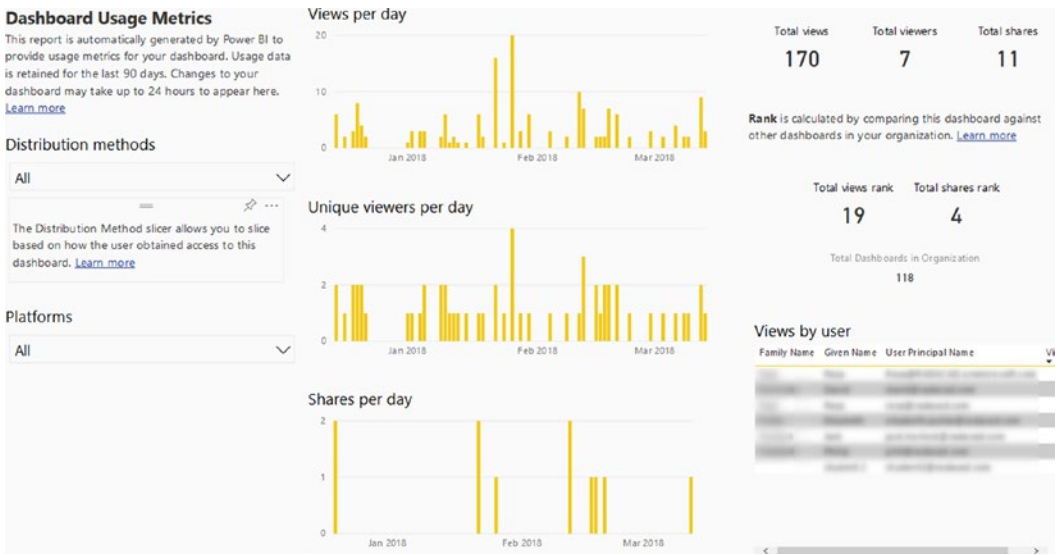 Dashboard Usage Metrics
This report is automatically generated by Power BI to
provide usage metrics for your dashboard. Usage data
is retained for the last 90 days. Changes to your
dashboard may take up to 24 hours to appear here.
Learn more
Distribution methods
All
The Distribution Method slicer allows you to slice
based on how the user obtained access to this
dashboard. Learn more
Platforms
All
Views per day
20
10
0
Jan 2018 Feb 2018 Mar 2018
Unique viewers per day
4
2
0
Jan 2018 Feb 2018 Mar 2018
Shares per day
2
1
0
Jan 2018 Feb 2018 Mar 2018
Total views Total viewers Total shares
170 7 11
Rank is calculated by comparing this dashboard against
other dashboards in your organization. Learn more
Total views rank Total shares rank
19 4
Total Dashboards in Organization
118
Views by user
Family Name Given Name User Principal Name Vi